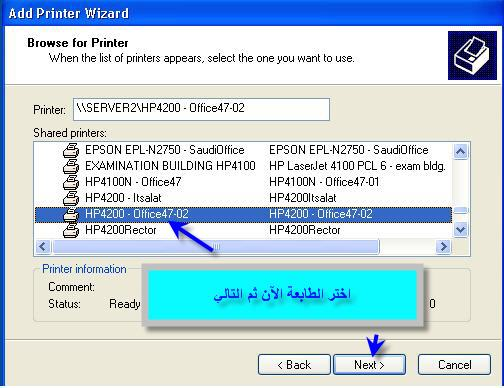 Add Printer Wizard
Browse for Printer
When the list of printers appears, select the one you want to use.
Printer: \\SERVER2\HP4200 - Office47-02
Shared printers:
EPSON EPL-N2750 - SaudiOffice EPSON EPL-N2750 - SaudiOffice
EXAMINATION BUILDING HP4100 HP LaserJet 4100 PCL 6 - exam bldg.
HP4100N - Office47 HP4100N - Office47-01
HP4200 - Itsalat HP4200Itsalat
HP4200 - Office47-02 HP4200 - Office47-02
HP4200Rector HP4200Rector
Printer information
Comment:
Status: Ready 0
اختر الطابعة الآن ثم التالي
< Back Next > Cancel